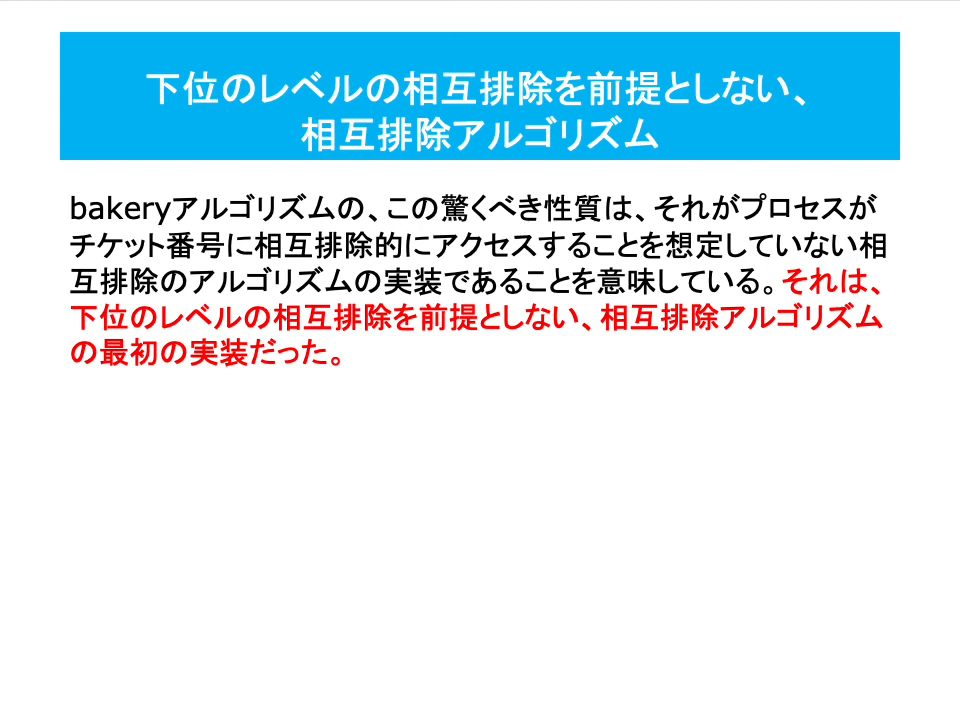 下位のレベルの相互排除を前提としない、
相互排除アルゴリズム
bakeryアルゴリズムの、この驚くべき性質は、それがプロセスが
チケット番号に相互排除的にアクセスすることを想定していない相
互排除のアルゴリズムの実装であることを意味している。それは、
下位のレベルの相互排除を前提としない、相互排除アルゴリズム
の最初の実装だった。